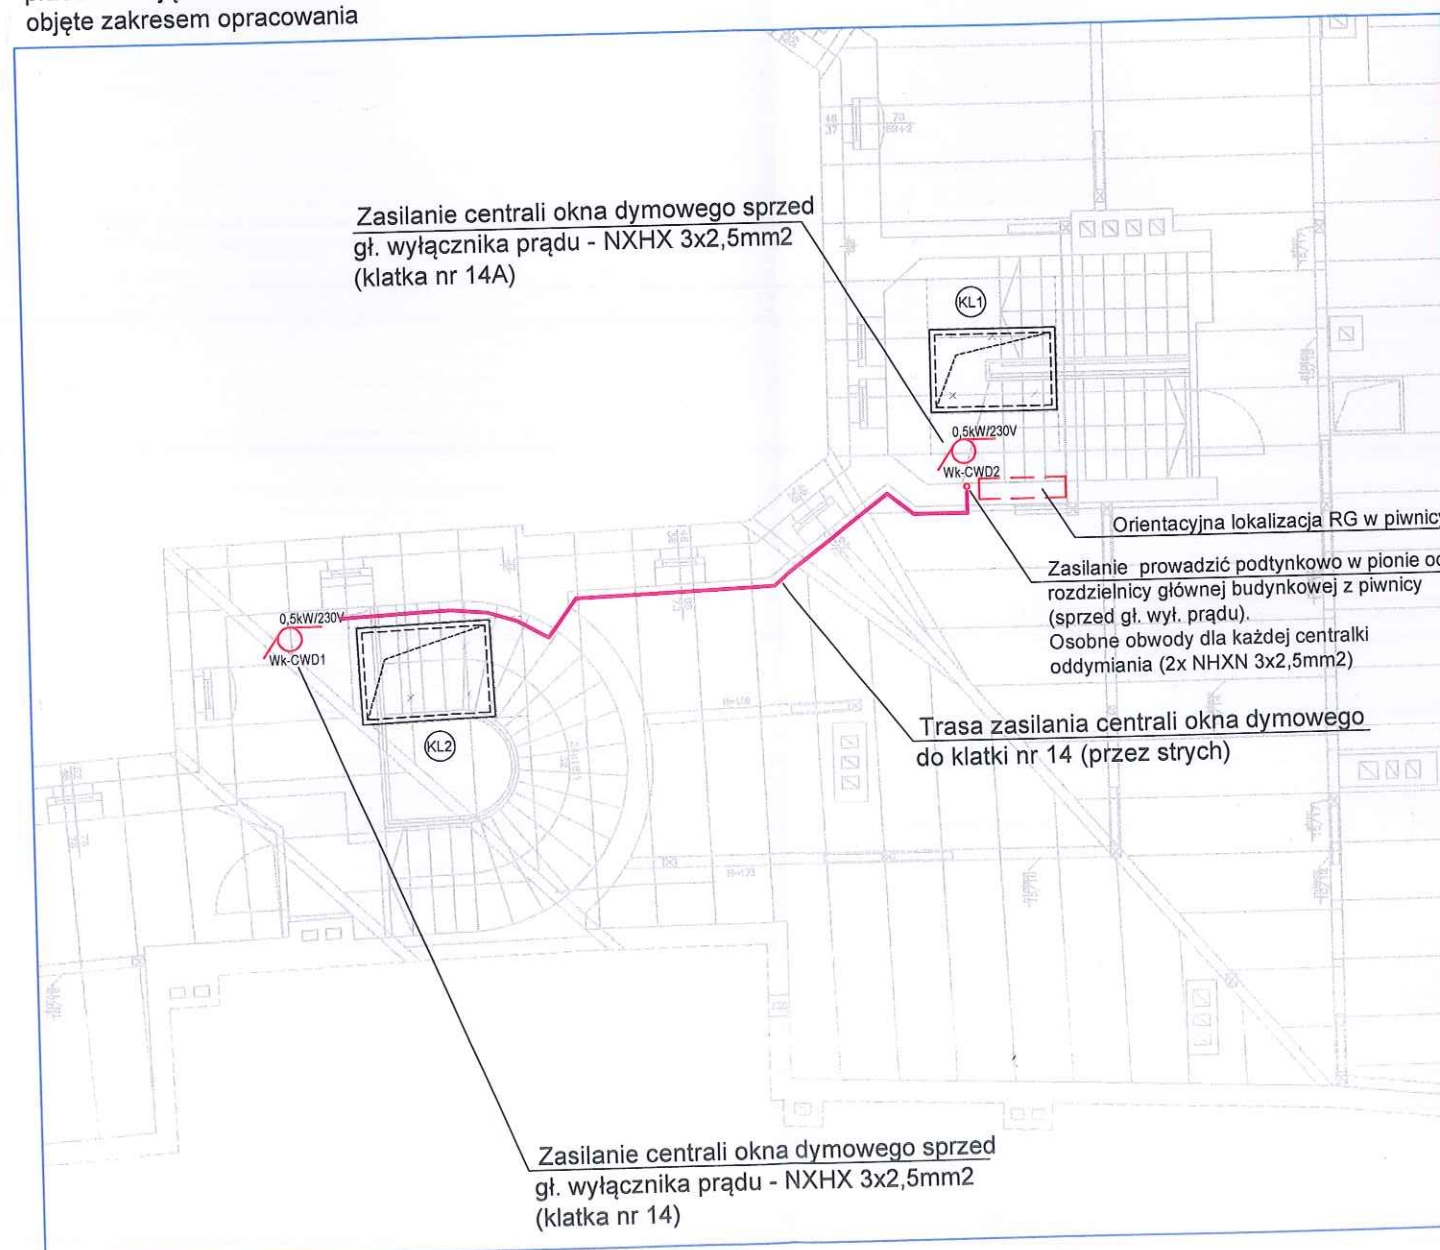 objęte zakresem opracowania
Zasilanie centrali okna dymowego sprzed
gł. wyłącznika prądu - NXHX 3x2,5mm2
(klatka nr 14A)
KL1
0,5kW/230V
Wk-CWD2
Orientacyjna lokalizacja RG w piwnicy
Zasilanie prowadzić podtynkowo w pionie od
rozdzielnicy głównej budynkowej z piwnicy
(sprzed gł. wył. prądu).
Osobne obwody dla każdej centralki
oddymiania (2x NHXN 3x2,5mm2)
0,5kW/230V
Wk-CWD1
KL2
Trasa zasilania centrali okna dymowego
do klatki nr 14 (przez strych)
Zasilanie centrali okna dymowego sprzed
gł. wyłącznika prądu - NXHX 3x2,5mm2
(klatka nr 14)